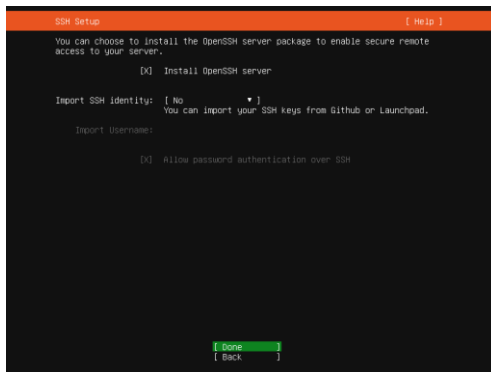 SSH Setup [ Help ]
You can choose to install the OpenSSH server package to enable secure remote
access to your server.
[X] Install OpenSSH server
Import SSH identity: [ No ▾ ]
You can import your SSH keys from Github or Launchpad.
Import Username:
[X] Allow password authentication over SSH
[ Done ]
[ Back ]